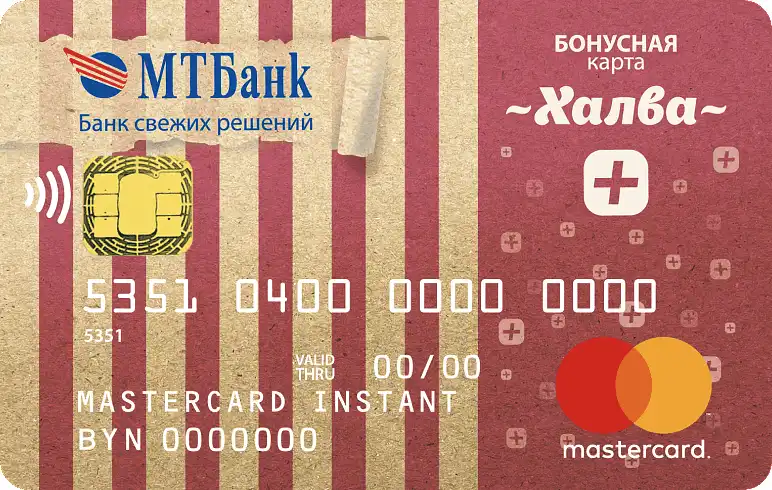 МТБанк
Банк свежих решений
БОНУСНАЯ
карта
~Халва~
5351 0400 0000 0000
5351
VALID
THRU
00/00
MASTERCARD INSTANT
BYN 0000000
mastercard.